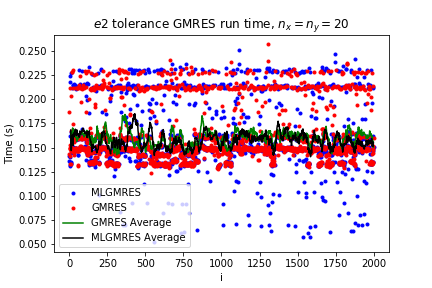 e2 tolerance GMRES run time, nₓ = nᵧ = 20
Time (s)
0.250
0.225
0.200
0.175
0.150
0.125
0.100
0.075
0.050
MLGMRES
GMRES
GMRES Average
MLGMRES Average
0 250 500 750 1000 1250 1500 1750 2000
i